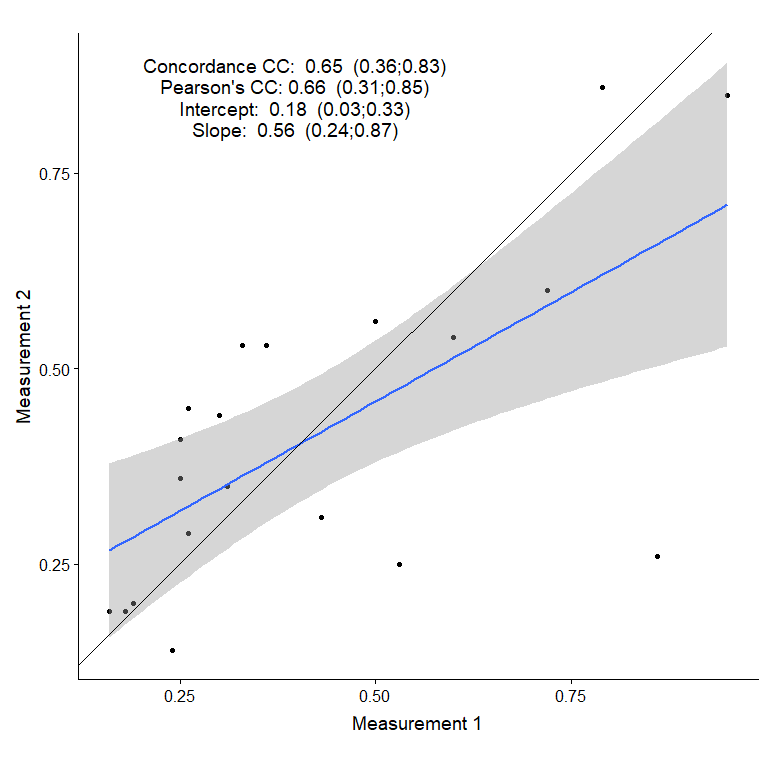 Concordance CC:  0.65  (0.36;0.83)
Pearson's CC: 0.66  (0.31;0.85)
Intercept:  0.18  (0.03;0.33)
Slope:  0.56  (0.24;0.87)
0.75
0.50
0.25
Measurement 2
0.25
0.50
0.75
Measurement 1